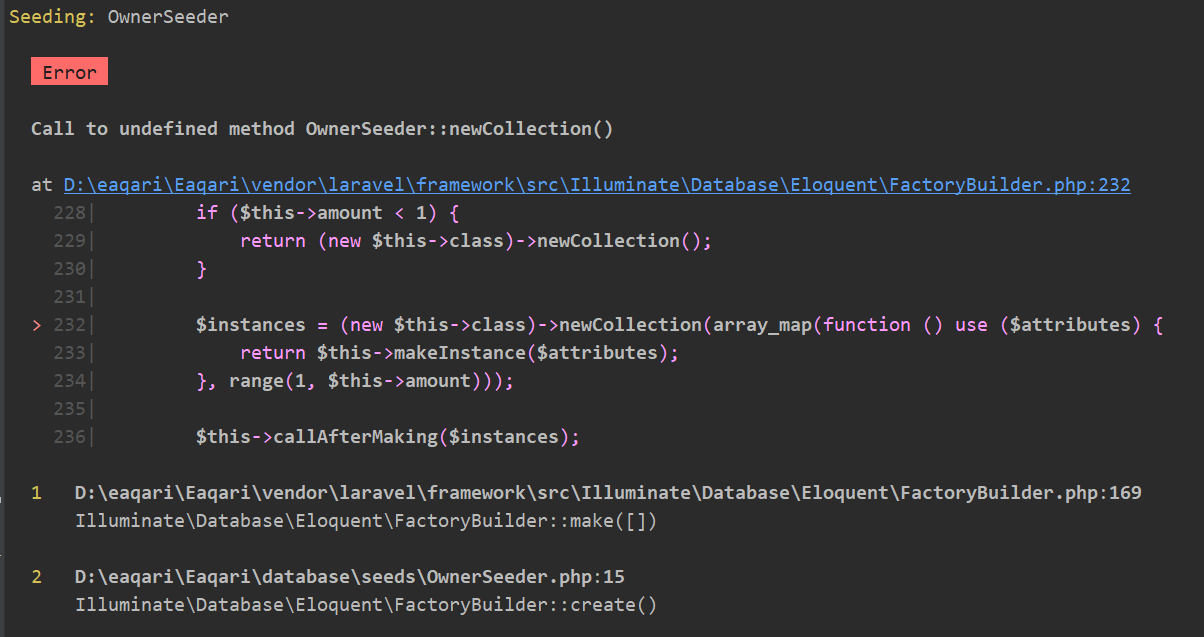 Seeding: OwnerSeeder
Error
Call to undefined method OwnerSeeder::newCollection()
at D:\eaqari\Eaqari\vendor\laravel\framework\src\Illuminate\Database\Eloquent\FactoryBuilder.php:232
228|         if ($this->amount < 1) {
229|             return (new $this->class)->newCollection();
230|         }
231|
> 232|         $instances = (new $this->class)->newCollection(array_map(function () use ($attributes) {
233|             return $this->makeInstance($attributes);
234|         }, range(1, $this->amount)));
235|
236|         $this->callAfterMaking($instances);
1   D:\eaqari\Eaqari\vendor\laravel\framework\src\Illuminate\Database\Eloquent\FactoryBuilder.php:169
Illuminate\Database\Eloquent\FactoryBuilder::make([])
2   D:\eaqari\Eaqari\database\seeds\OwnerSeeder.php:15
Illuminate\Database\Eloquent\FactoryBuilder::create()